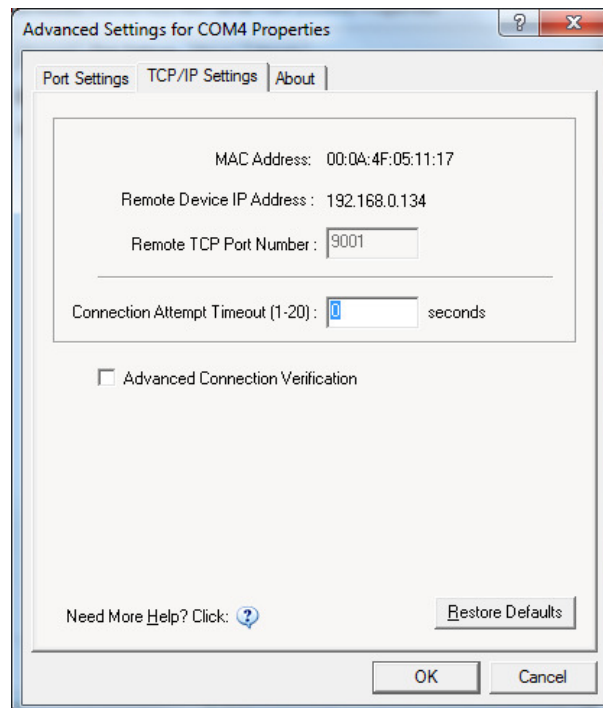 Advanced Settings for COM4 Properties
Port Settings TCP/IP Settings About
MAC Address: 00:0A:4F:05:11:17
Remote Device IP Address : 192.168.0.134
Remote TCP Port Number : 9001
Connection Attempt Timeout (1-20) : 0 seconds
Advanced Connection Verification
Need More Help? Click: ?
Restore Defaults
OK Cancel